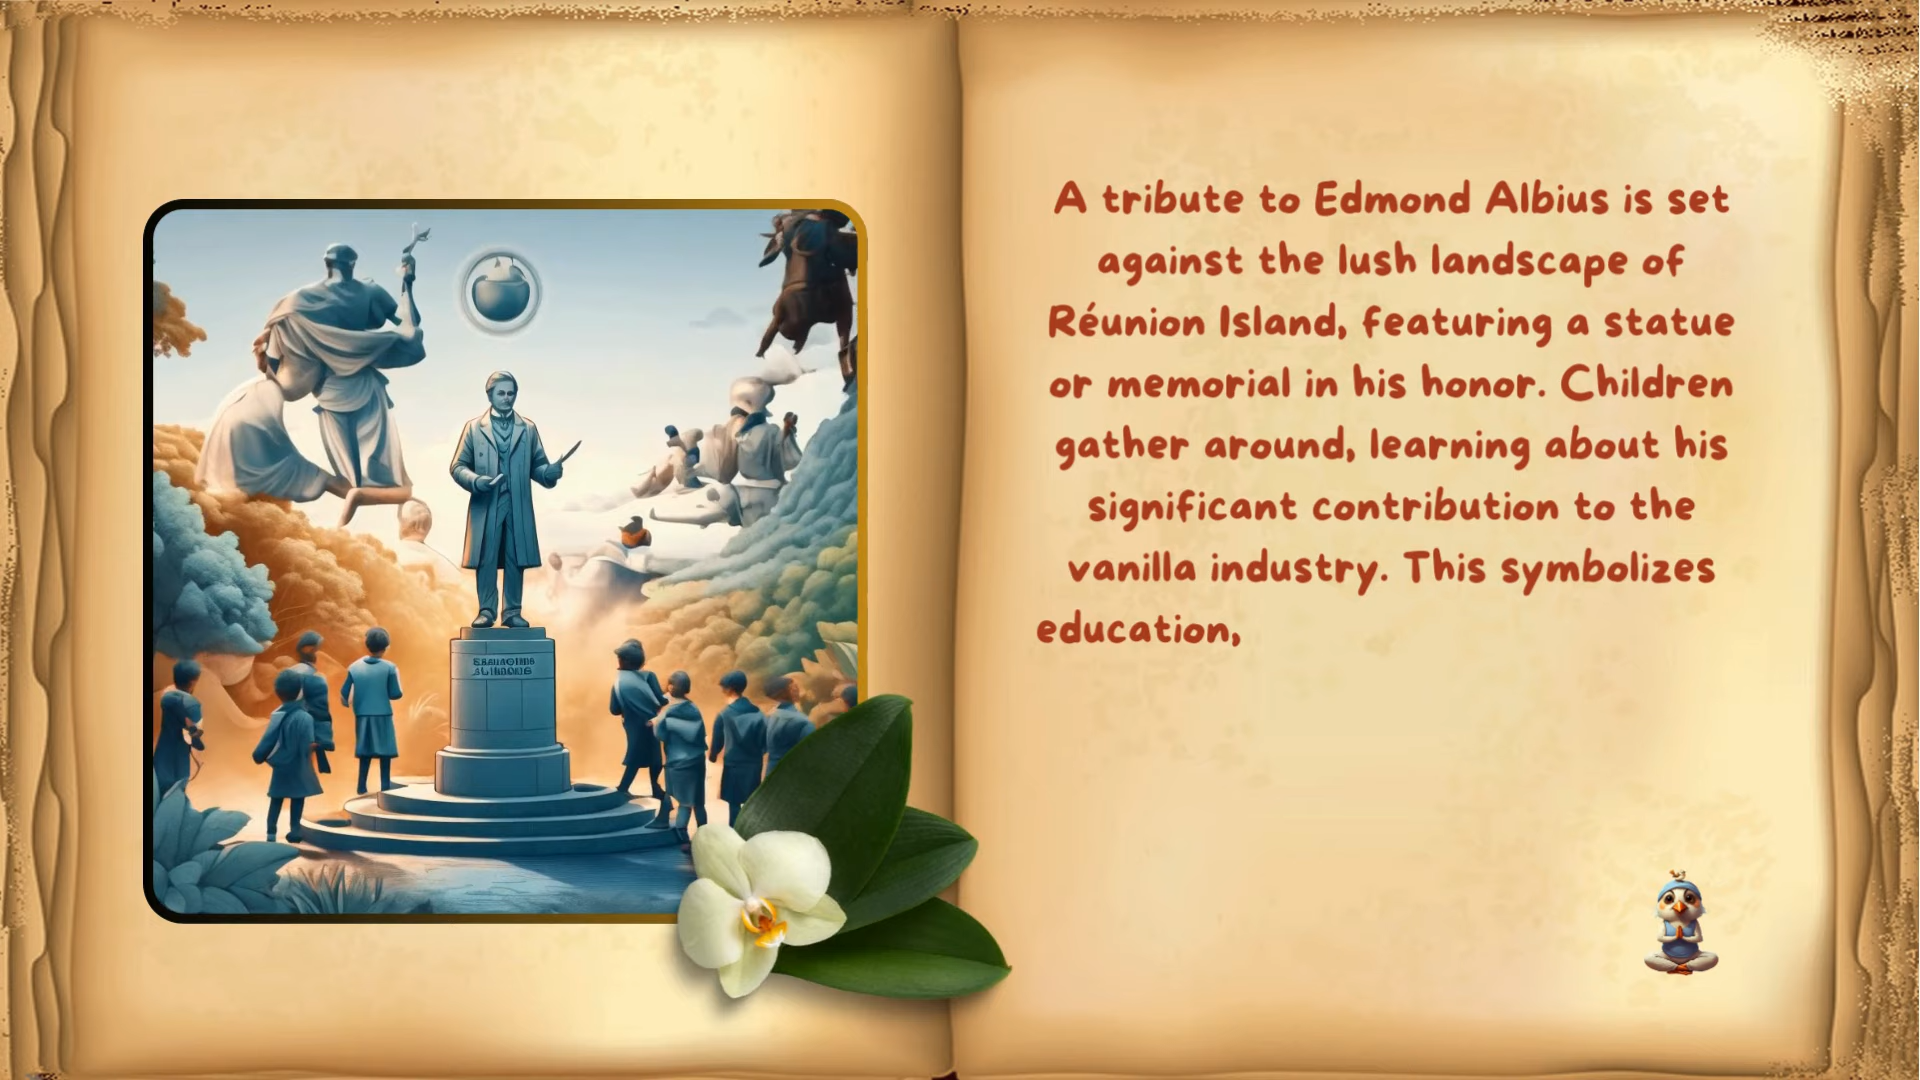 A tribute to Edmond Albius is set
against the lush landscape of
Réunion Island, featuring a statue
or memorial in his honor. Children
gather around, learning about his
significant contribution to the
vanilla industry. This symbolizes
education,